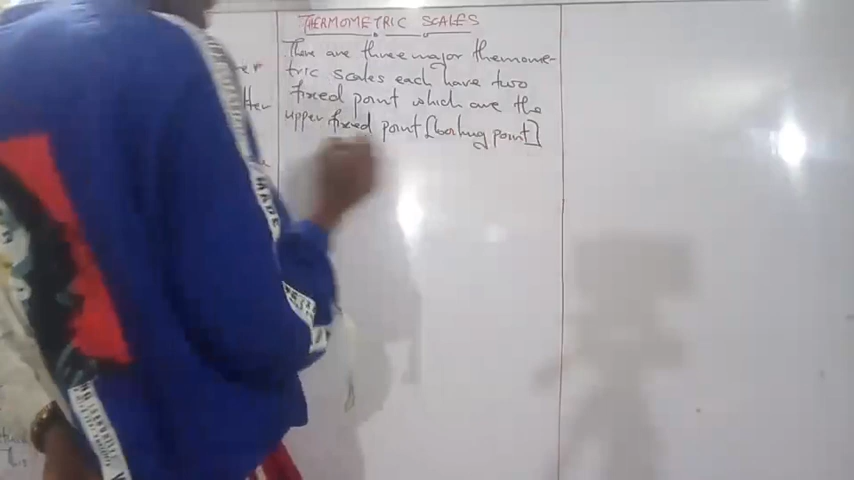 THERMOMETRIC SCALES
There are three major themome-
tric scales each have two
fixed point which are the
upper fixed point [boiling point]